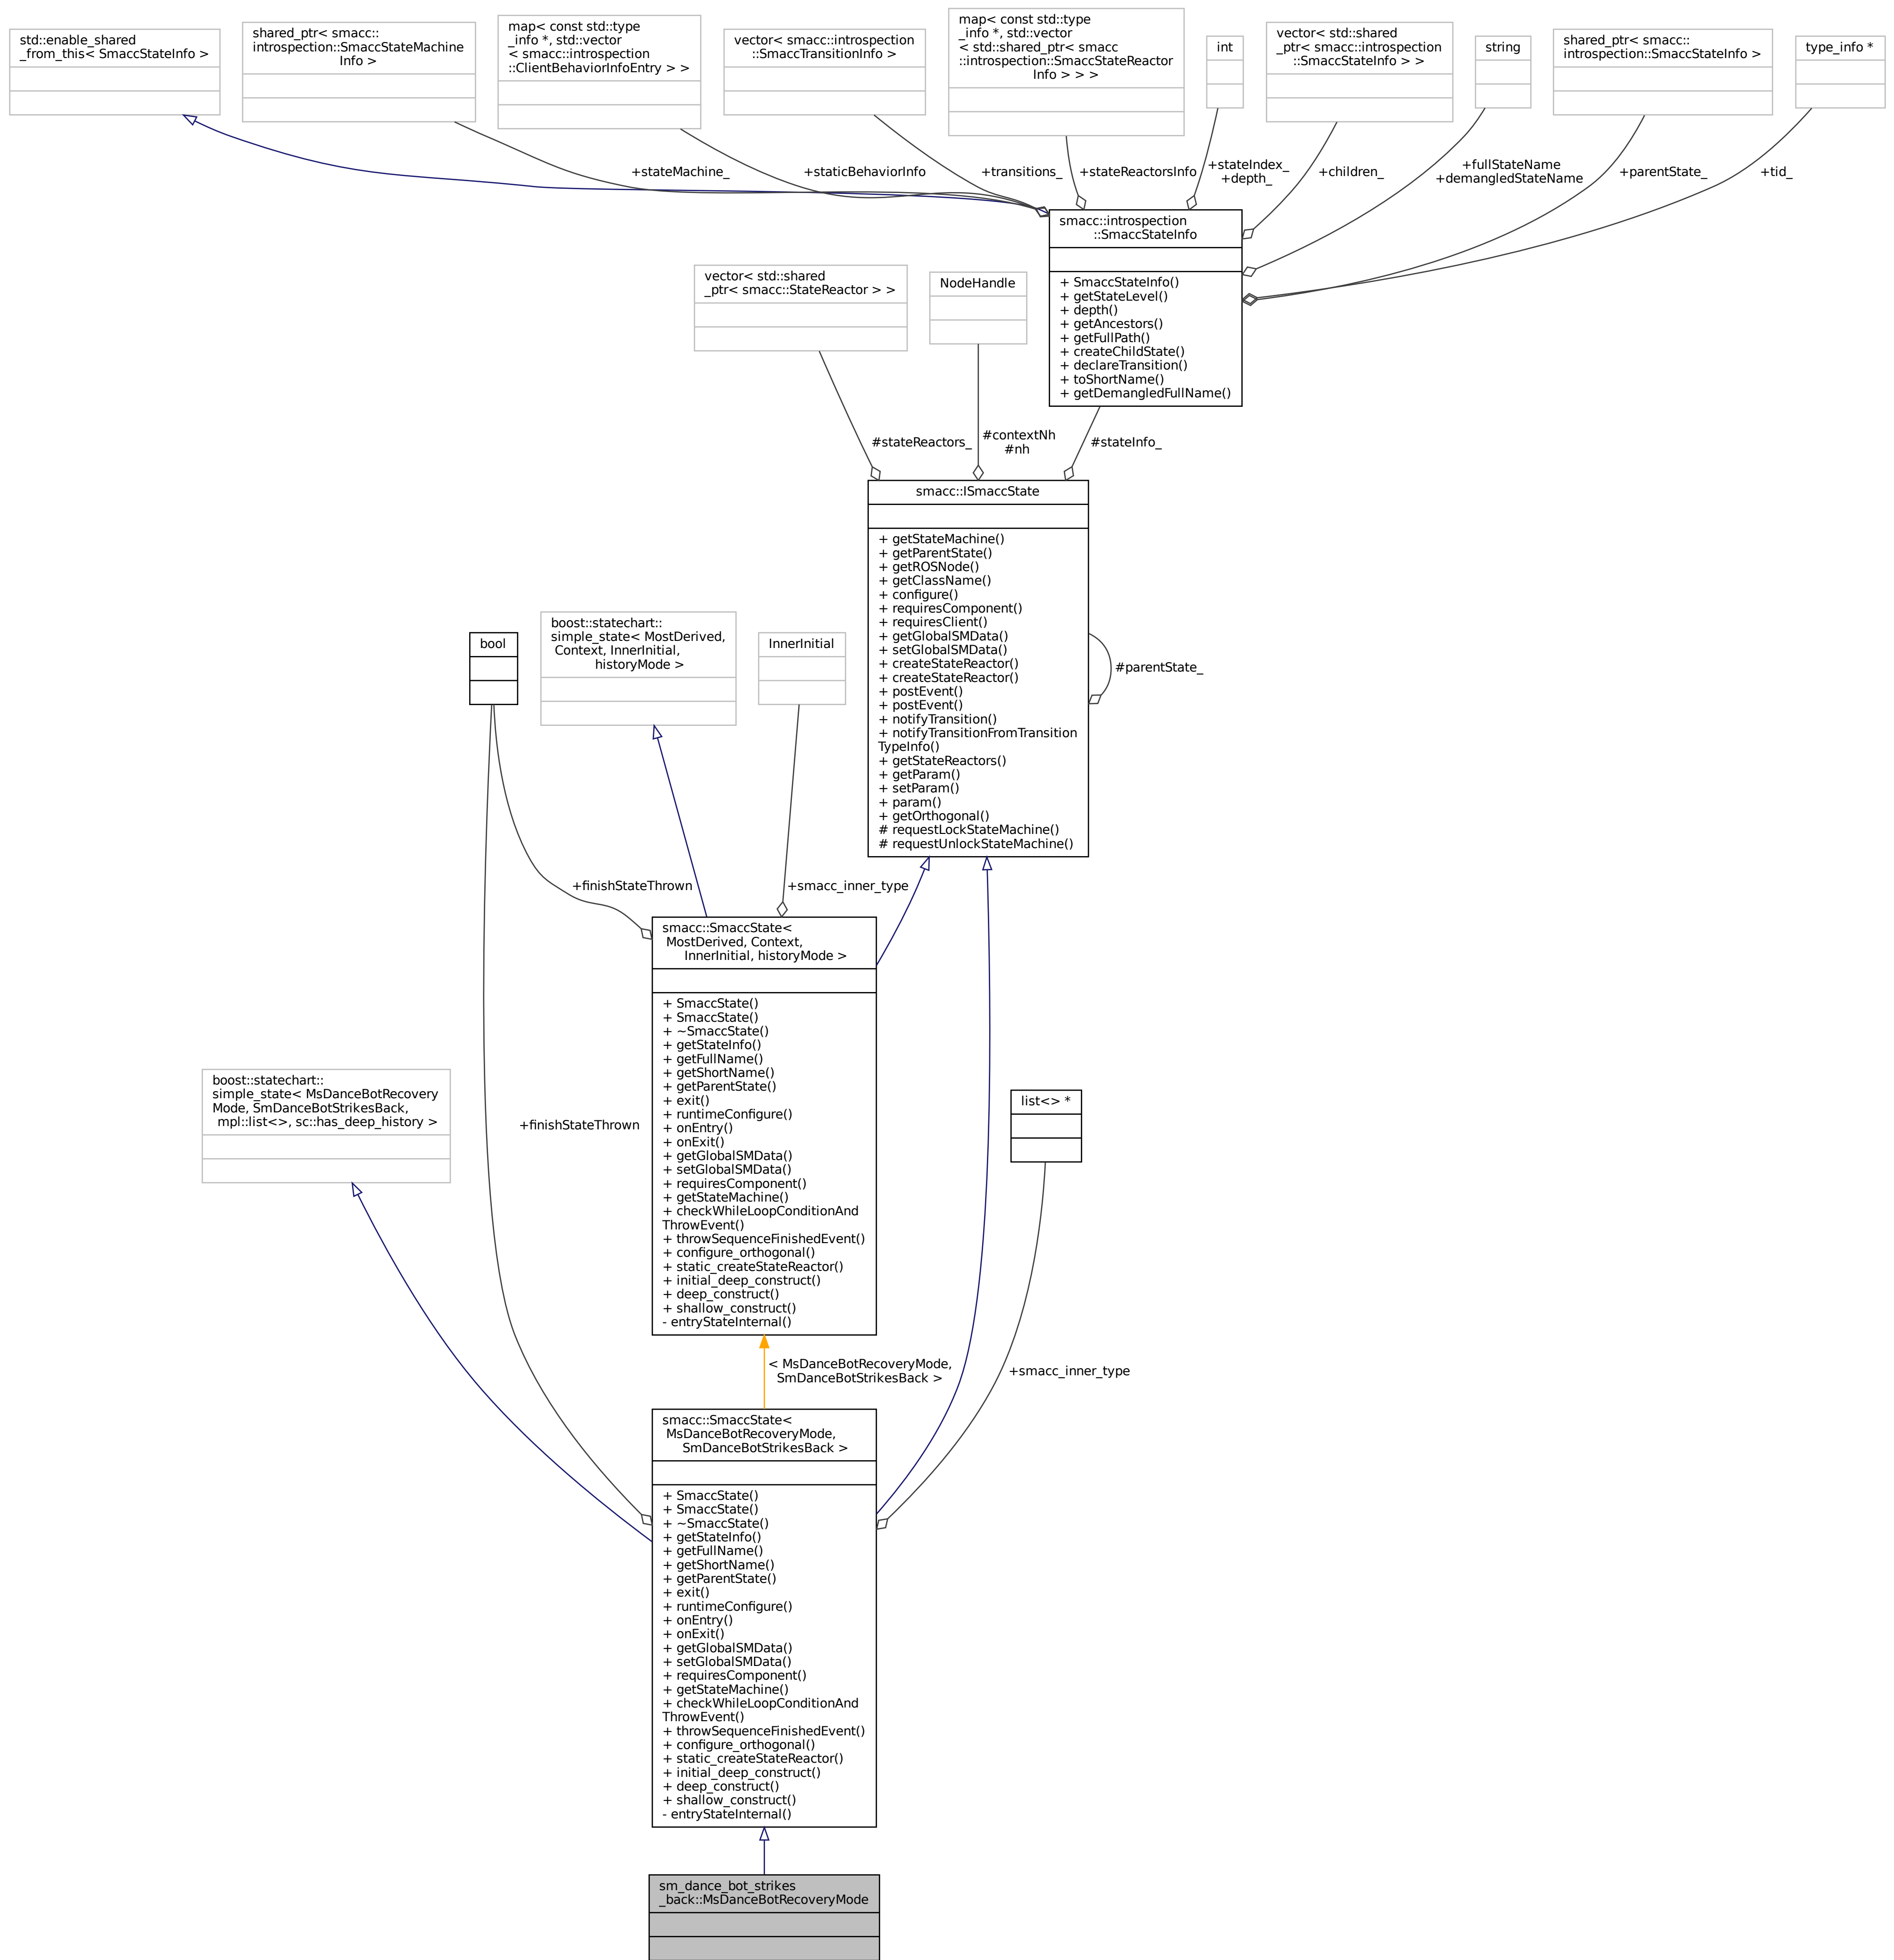 std::enable_shared
_from_this< SmaccStateInfo >
shared_ptr< smacc::
introspection::SmaccStateMachine
Info >
map< const std::type
_info *, std::vector
< smacc::introspection
::ClientBehaviorInfoEntry > >
vector< smacc::introspection
::SmaccTransitionInfo >
map< const std::type
_info *, std::vector
< std::shared_ptr< smacc
::introspection::SmaccStateReactor
Info > > >
int
vector< std::shared
_ptr< smacc::introspection
::SmaccStateInfo > >
string
shared_ptr< smacc::
introspection::SmaccStateInfo >
type_info *
+stateMachine_
+staticBehaviorInfo
+transitions_
+stateReactorsInfo
+stateIndex_
+depth_
+children_
+fullStateName
+demangledStateName
+parentState_
+tid_
smacc::introspection
::SmaccStateInfo
+ SmaccStateInfo()
+ getStateLevel()
+ depth()
+ getAncestors()
+ getFullPath()
+ createChildState()
+ declareTransition()
+ toShortName()
+ getDemangledFullName()
vector< std::shared
_ptr< smacc::StateReactor > >
NodeHandle
#stateReactors_
#contextNh
#nh
#stateInfo_
smacc::ISmaccState
+ getStateMachine()
+ getParentState()
+ getROSNode()
+ getClassName()
+ configure()
+ requiresComponent()
+ requiresClient()
+ getGlobalSMData()
+ setGlobalSMData()
+ createStateReactor()
+ createStateReactor()
+ postEvent()
+ postEvent()
+ notifyTransition()
+ notifyTransitionFromTransition
TypeInfo()
+ getStateReactors()
+ getParam()
+ setParam()
+ param()
+ getOrthogonal()
# requestLockStateMachine()
# requestUnlockStateMachine()
#parentState_
bool
boost::statechart::
simple_state< MostDerived,
Context, InnerInitial,
historyMode >
InnerInitial
+finishStateThrown
+smacc_inner_type
smacc::SmaccState<
MostDerived, Context,
InnerInitial, historyMode >
+ SmaccState()
+ SmaccState()
+ ~SmaccState()
+ getStateInfo()
+ getFullName()
+ getShortName()
+ getParentState()
+ exit()
+ runtimeConfigure()
+ onEntry()
+ onExit()
+ getGlobalSMData()
+ setGlobalSMData()
+ requiresComponent()
+ getStateMachine()
+ checkWhileLoopConditionAnd
ThrowEvent()
+ throwSequenceFinishedEvent()
+ configure_orthogonal()
+ static_createStateReactor()
+ initial_deep_construct()
+ deep_construct()
+ shallow_construct()
- entryStateInternal()
boost::statechart::
simple_state< MsDanceBotRecovery
Mode, SmDanceBotStrikesBack,
mpl::list<>, sc::has_deep_history >
+finishStateThrown
list<> *
< MsDanceBotRecoveryMode,
SmDanceBotStrikesBack >
+smacc_inner_type
smacc::SmaccState<
MsDanceBotRecoveryMode,
SmDanceBotStrikesBack >
+ SmaccState()
+ SmaccState()
+ ~SmaccState()
+ getStateInfo()
+ getFullName()
+ getShortName()
+ getParentState()
+ exit()
+ runtimeConfigure()
+ onEntry()
+ onExit()
+ getGlobalSMData()
+ setGlobalSMData()
+ requiresComponent()
+ getStateMachine()
+ checkWhileLoopConditionAnd
ThrowEvent()
+ throwSequenceFinishedEvent()
+ configure_orthogonal()
+ static_createStateReactor()
+ initial_deep_construct()
+ deep_construct()
+ shallow_construct()
- entryStateInternal()
sm_dance_bot_strikes
_back::MsDanceBotRecoveryMode